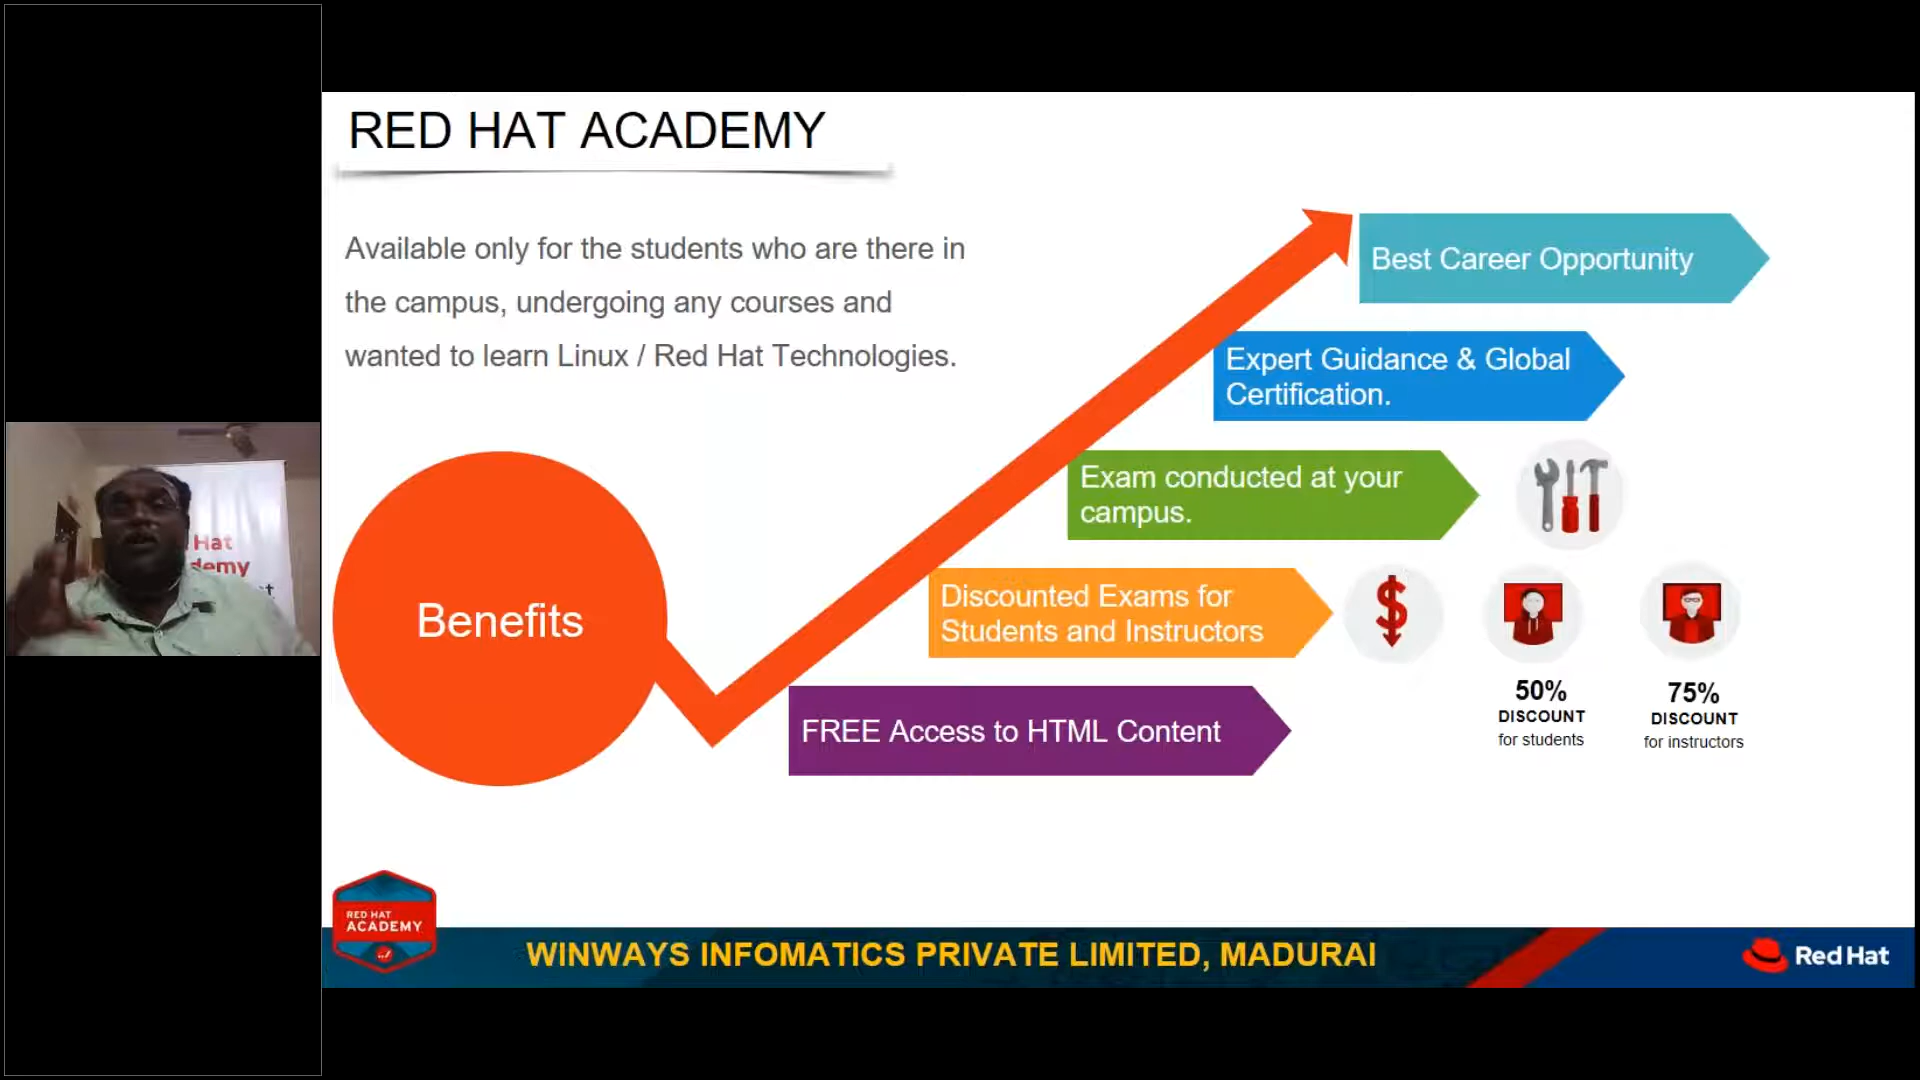 RED HAT ACADEMY
Available only for the students who are there in
the campus, undergoing any courses and
wanted to learn Linux / Red Hat Technologies.
Best Career Opportunity
Expert Guidance & Global
Certification.
Exam conducted at your
campus.
Discounted Exams for
Students and Instructors
Benefits
50%
DISCOUNT
for students
75%
DISCOUNT
for instructors
FREE Access to HTML Content
Hat
demy
RED HAT
ACADEMY
WINWAYS INFOMATICS PRIVATE LIMITED, MADURAI
Red Hat